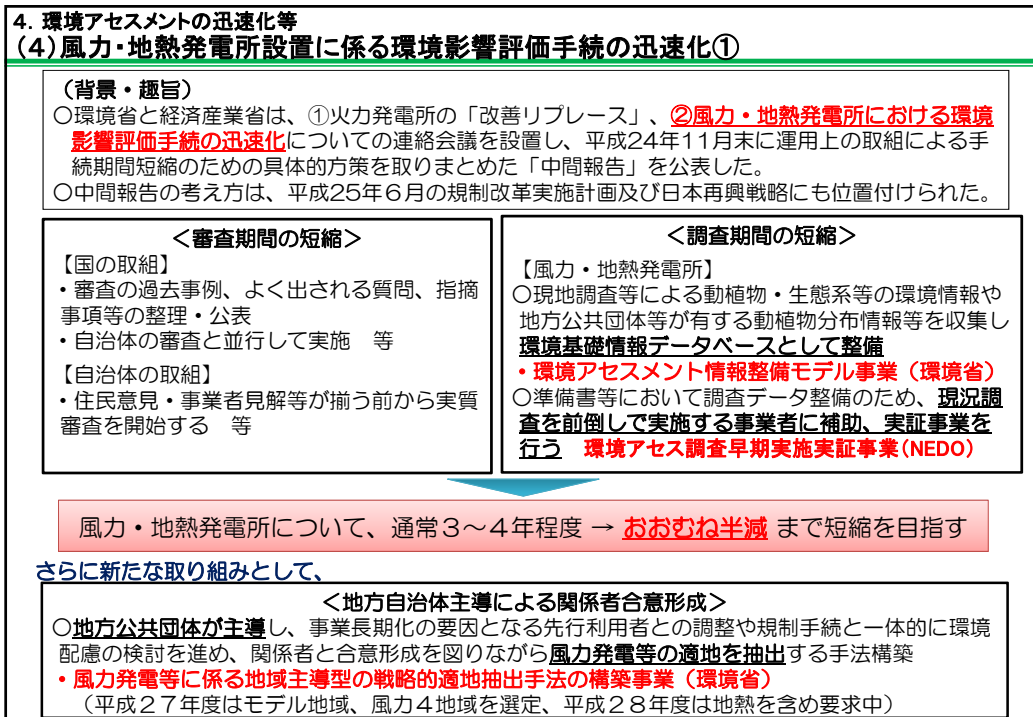 4．環境アセスメントの迅速化等
（４）風力・地熱発電所設置に係る環境影響評価手続の迅速化①
（背景・趣旨）
○環境省と経済産業省は、①火力発電所の「改善リプレース」、②風力・地熱発電所における環境
影響評価手続の迅速化についての連絡会議を設置し、平成24年11月末に運用上の取組による手
続期間短縮のための具体的方策を取りまとめた「中間報告」を公表した。
○中間報告の考え方は、平成25年６月の規制改革実施計画及び日本再興戦略にも位置付けられた。
＜審査期間の短縮＞
【国の取組】
・審査の過去事例、よく出される質問、指摘
事項等の整理・公表
・自治体の審査と並行して実施　等
【自治体の取組】
・住民意見・事業者見解等が揃う前から実質
審査を開始する　等
＜調査期間の短縮＞
【風力・地熱発電所】
○現地調査等による動植物・生態系等の環境情報や
地方公共団体等が有する動植物分布情報等を収集し
環境基礎情報データベースとして整備
・環境アセスメント情報整備モデル事業（環境省）
○準備書等において調査データ整備のため、現況調
査を前倒しで実施する事業者に補助、実証事業を
行う　環境アセス調査早期実施実証事業（NEDO）
風力・地熱発電所について、通常３～４年程度 → おおむね半減 まで短縮を目指す
さらに新たな取り組みとして、
＜地方自治体主導による関係者合意形成＞
○地方公共団体が主導し、事業長期化の要因となる先行利用者との調整や規制手続と一体的に環境
配慮の検討を進め、関係者と合意形成を図りながら風力発電等の適地を抽出する手法構築
・風力発電等に係る地域主導型の戦略的適地抽出手法の構築事業（環境省）
（平成２７年度はモデル地域、風力４地域を選定、平成２８年度は地熱を含め要求中）